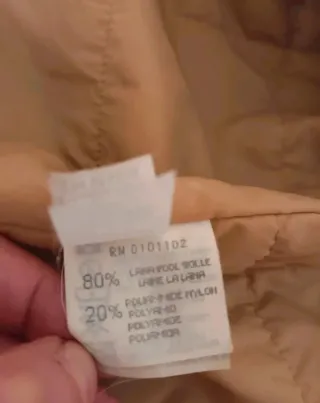 RN 0101102
80% LANA WOOL WOLLE
LAINE LA LANA
20% POLYAMIDE NYLON
POLYAMID
POLYAMIDE
POLIAMIDA